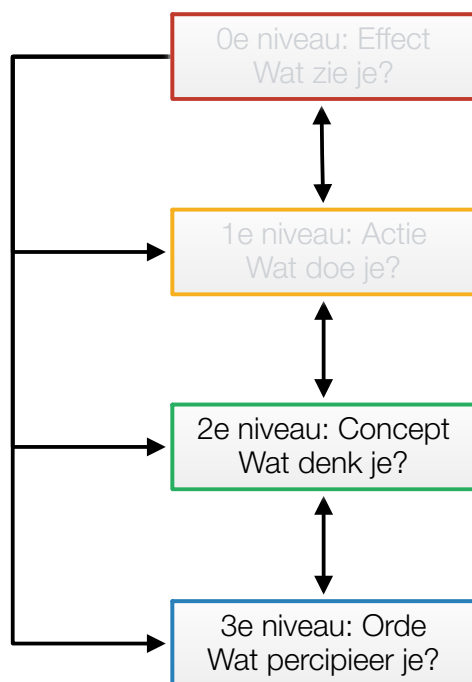 0e niveau: Effect
Wat zie je?
1e niveau: Actie
Wat doe je?
2e niveau: Concept
Wat denk je?
3e niveau: Orde
Wat percipieer je?